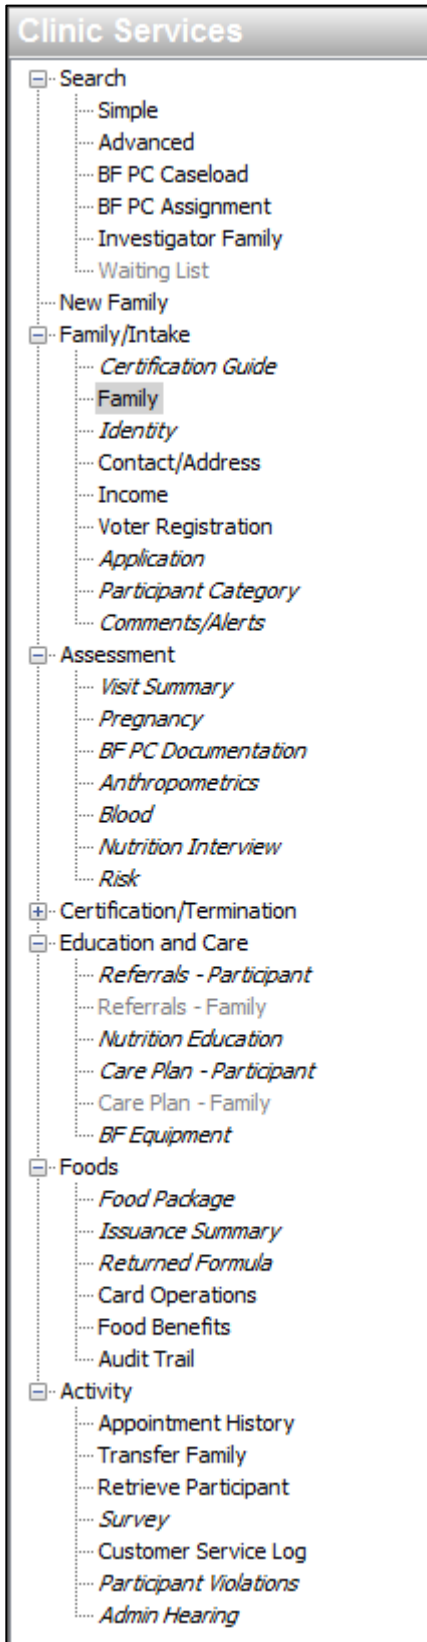 Clinic Services
Search
Simple
Advanced
BF PC Caseload
BF PC Assignment
Investigator Family
Waiting List
New Family
Family/Intake
Certification Guide
Family
Identity
Contact/Address
Income
Voter Registration
Application
Participant Category
Comments/Alerts
Assessment
Visit Summary
Pregnancy
BF PC Documentation
Anthropometrics
Blood
Nutrition Interview
Risk
Certification/Termination
Education and Care
Referrals - Participant
Referrals - Family
Nutrition Education
Care Plan - Participant
Care Plan - Family
BF Equipment
Foods
Food Package
Issuance Summary
Returned Formula
Card Operations
Food Benefits
Audit Trail
Activity
Appointment History
Transfer Family
Retrieve Participant
Survey
Customer Service Log
Participant Violations
Admin Hearing